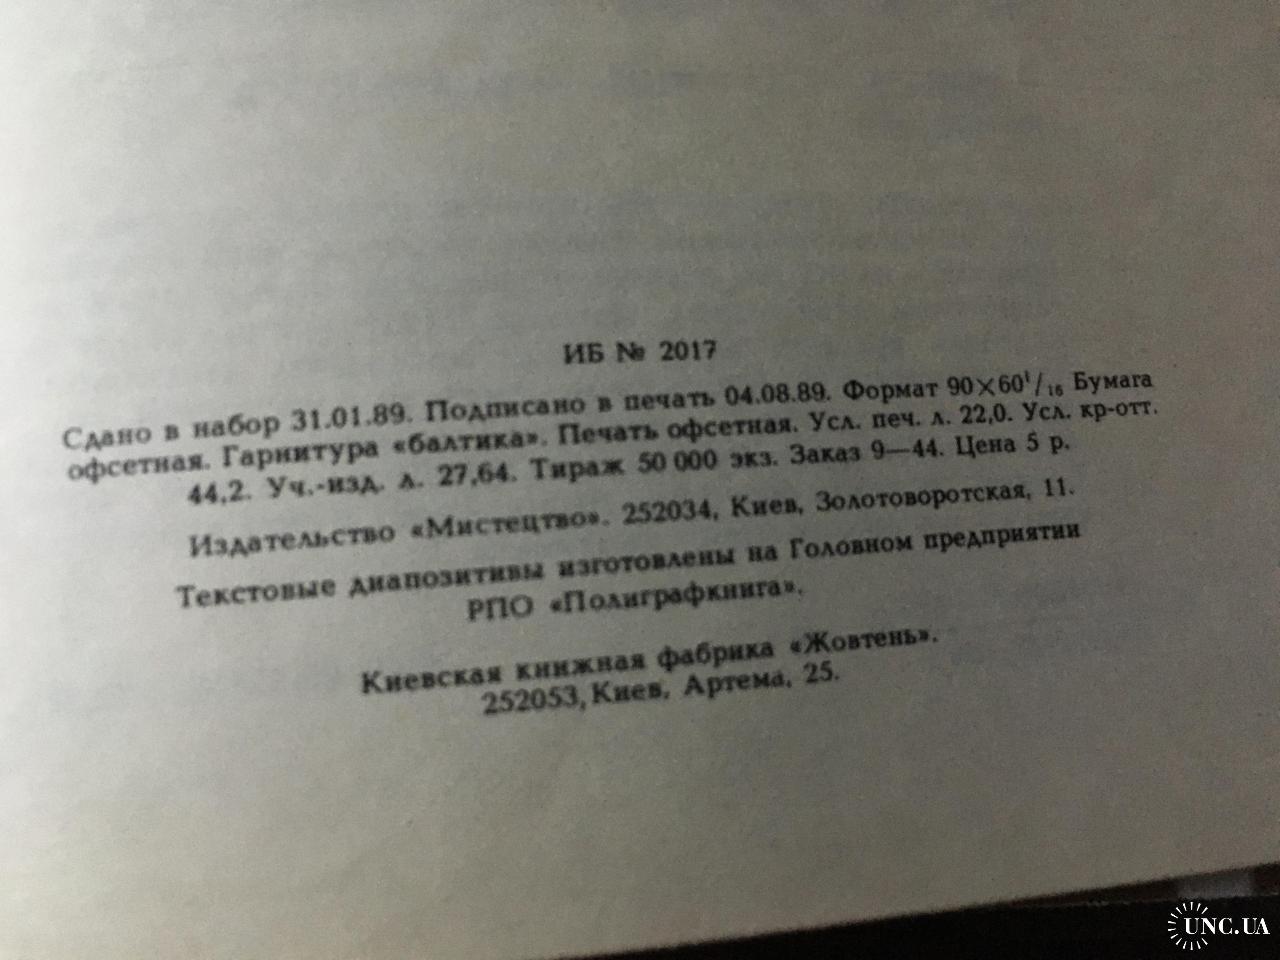 ИБ № 2017
Сдано в набор 31.01.89. Подписано в печать 04.08.89. Формат 90×60¹/₁₆ Бумага
офсетная. Гарнитура «балтика». Печать офсетная. Усл. печ. л. 22,0. Усл. кр-отт.
44,2. Уч.-изд. л. 27,64. Тираж 50 000 экз. Заказ 9—44. Цена 5 р.
Издательство «Мистецтво». 252034, Киев, Золотоворотская, 11.
Текстовые диапозитивы изготовлены на Головном предприятии
РПО «Полиграфкнига».
Киевская книжная фабрика «Жовтень».
252053, Киев, Артема, 25.
UNC.UA